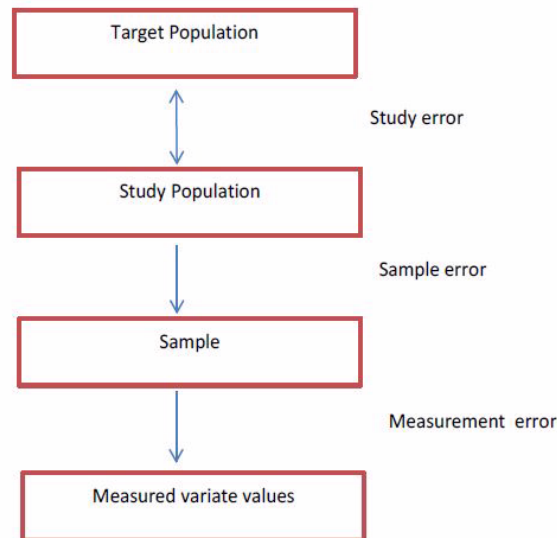 Target Population
Study error
Study Population
Sample error
Sample
Measurement error
Measured variate values